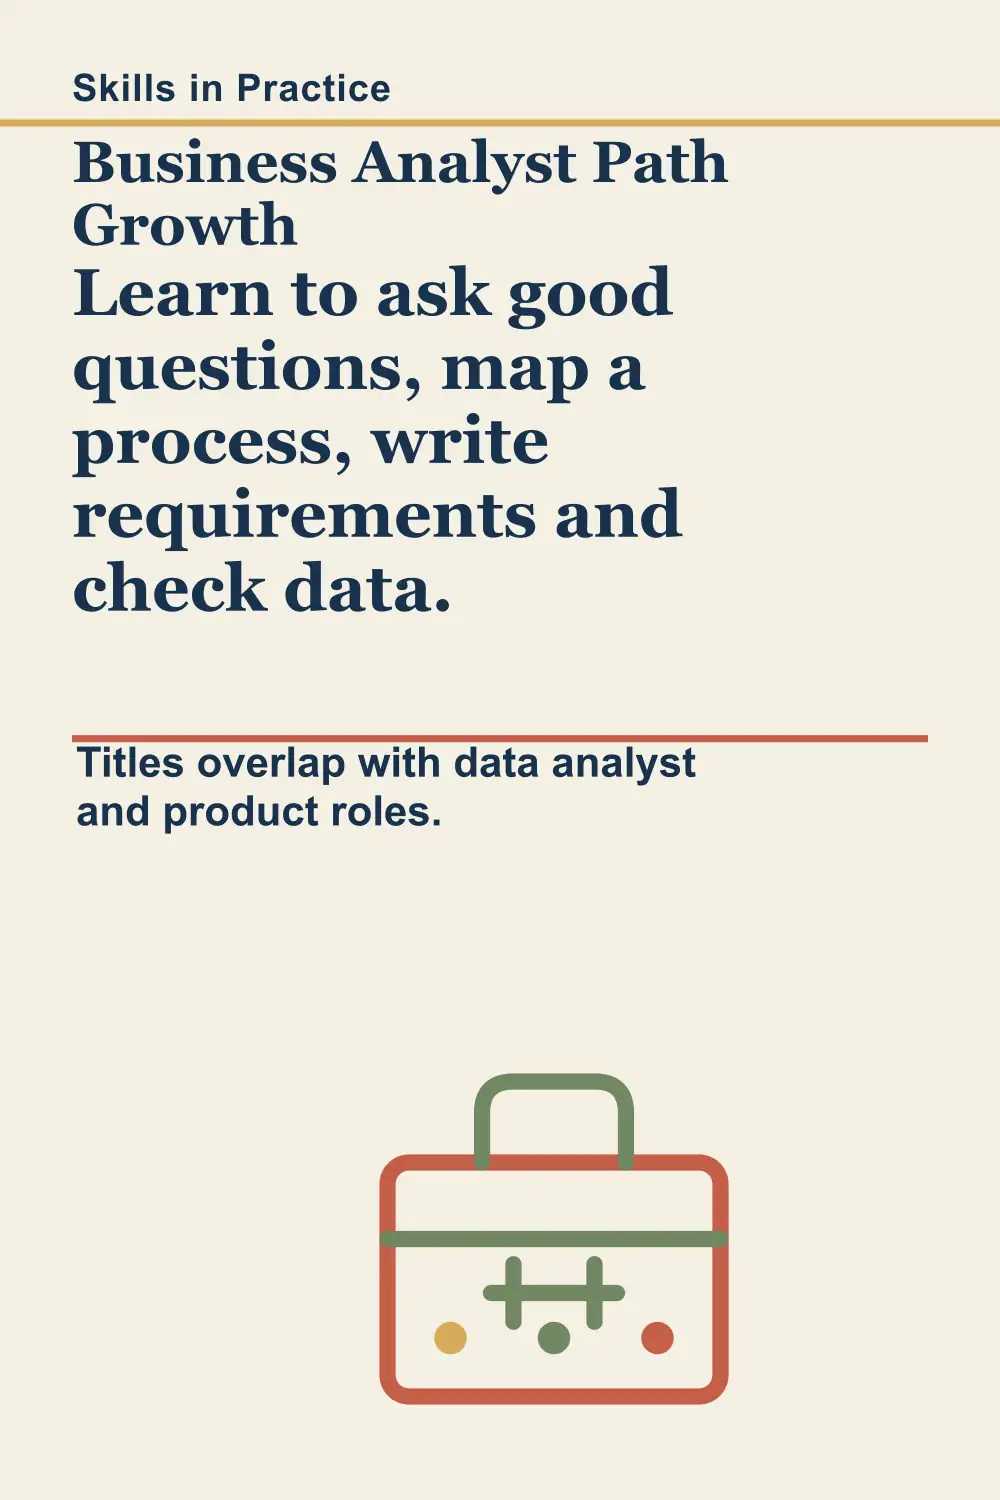 Skills in Practice
Business Analyst Path
Growth
Learn to ask good
questions, map a
process, write
requirements and
check data.
Titles overlap with data analyst
and product roles.